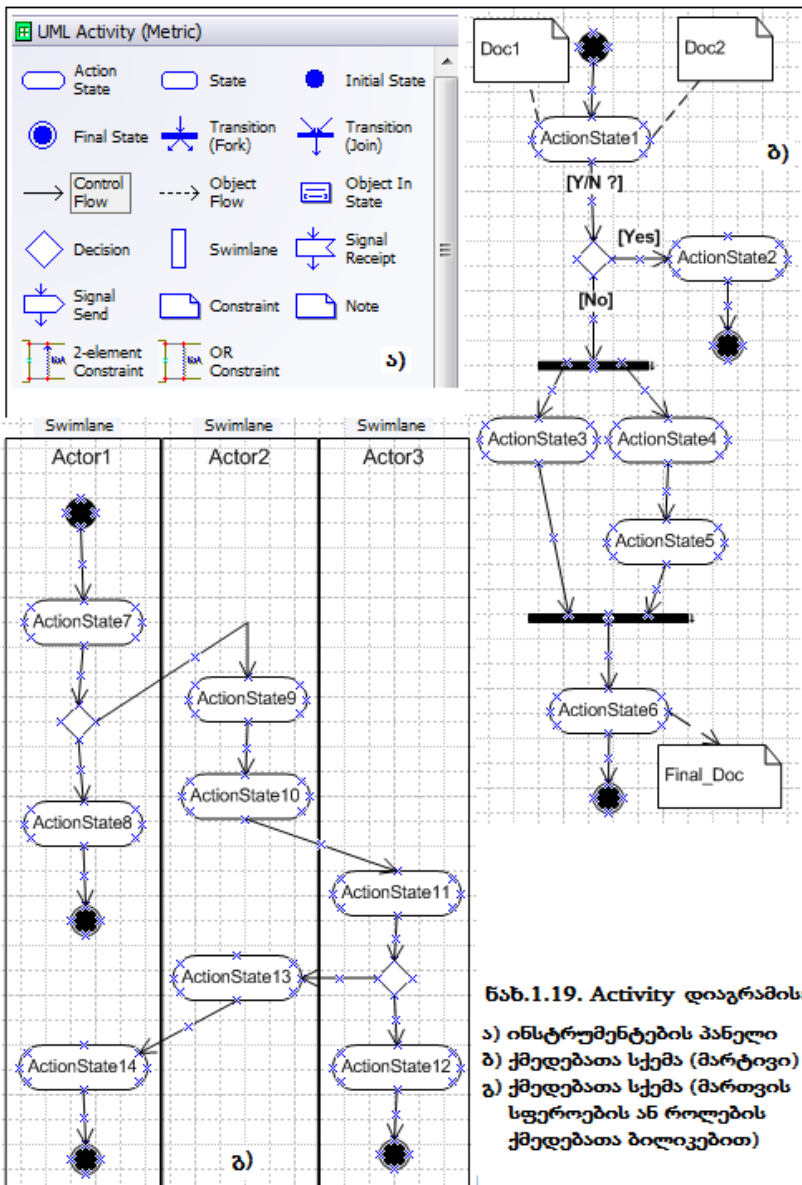 UML Activity (Metric)
Action
State
State
Initial State
Final State
Transition
(Fork)
Transition
(Join)
Control
Flow
Object
Flow
Object In
State
Decision
Swimlane
Signal
Receipt
Signal
Send
Constraint
Note
2-element
Constraint
OR
Constraint
ა)
Doc1
Doc2
ActionState1
ბ)
[Y/N ?]
[Yes]
ActionState2
[No]
ActionState3
ActionState4
ActionState5
ActionState6
Final_Doc
Swimlane
Swimlane
Swimlane
Actor1
Actor2
Actor3
ActionState7
ActionState9
ActionState10
ActionState8
ActionState11
ActionState13
ActionState14
ActionState12
გ)
ნახ.1.19. Activity დიაგრამის
ა) ინსტრუმენტების პანელი
ბ) ქმედებათა სქემა (მარტივი)
გ) ქმედებათა სქემა (მართვის
სფეროების ან როლების
ქმედებათა ბილიკებით)